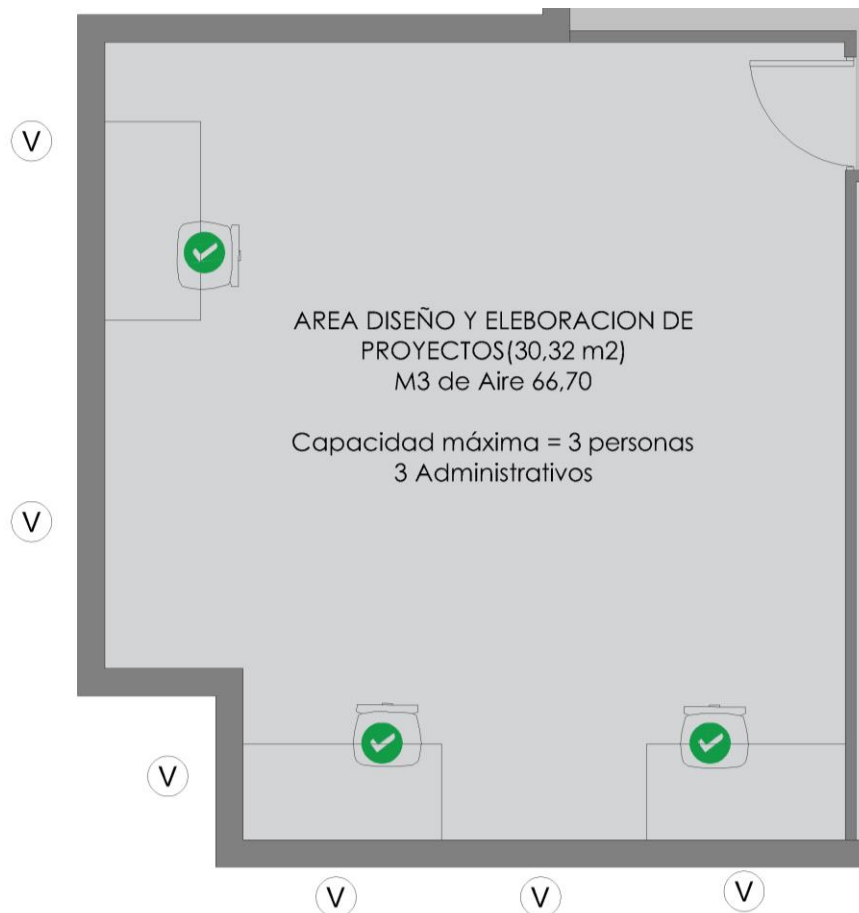 V
AREA DISEÑO Y ELEBORACION DE
PROYECTOS(30,32 m2)
M3 de Aire 66,70
Capacidad máxima = 3 personas
3 Administrativos
V
V
V
V
V